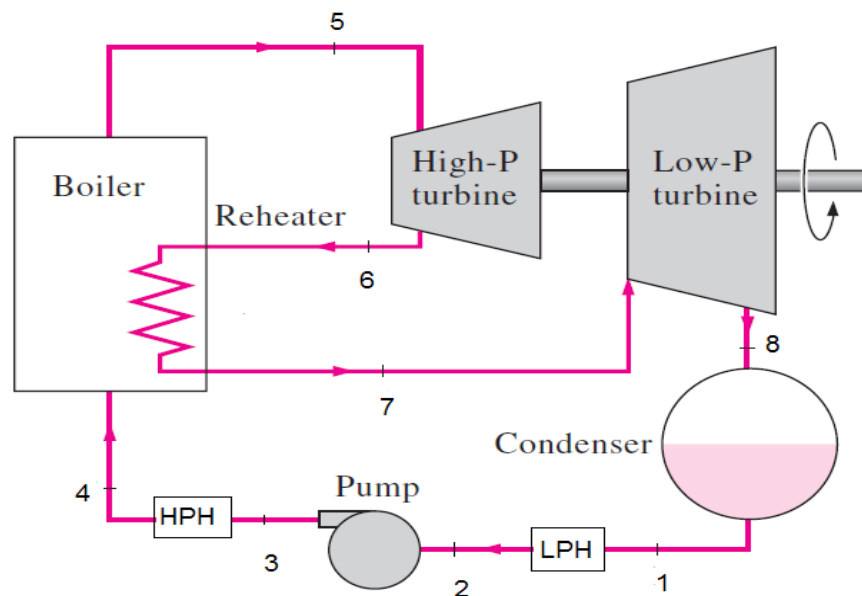 5
Boiler
High-P
turbine
Low-P
turbine
Reheater
6
7
8
Condenser
4
HPH
3
Pump
2
LPH
1